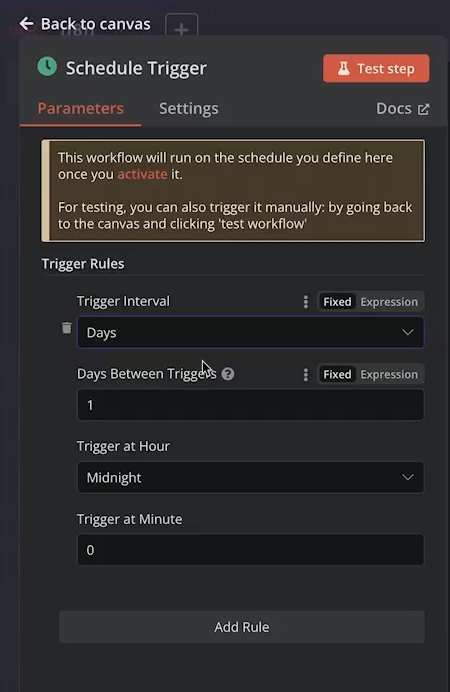 Back to canvas
Schedule Trigger
Test step
Parameters
Settings
Docs
This workflow will run on the schedule you define here
once you activate it.
For testing, you can also trigger it manually: by going back
to the canvas and clicking 'test workflow'
Trigger Rules
Trigger Interval
Fixed
Expression
Days
Days Between Triggers
?
Fixed
Expression
1
Trigger at Hour
Midnight
Trigger at Minute
0
Add Rule